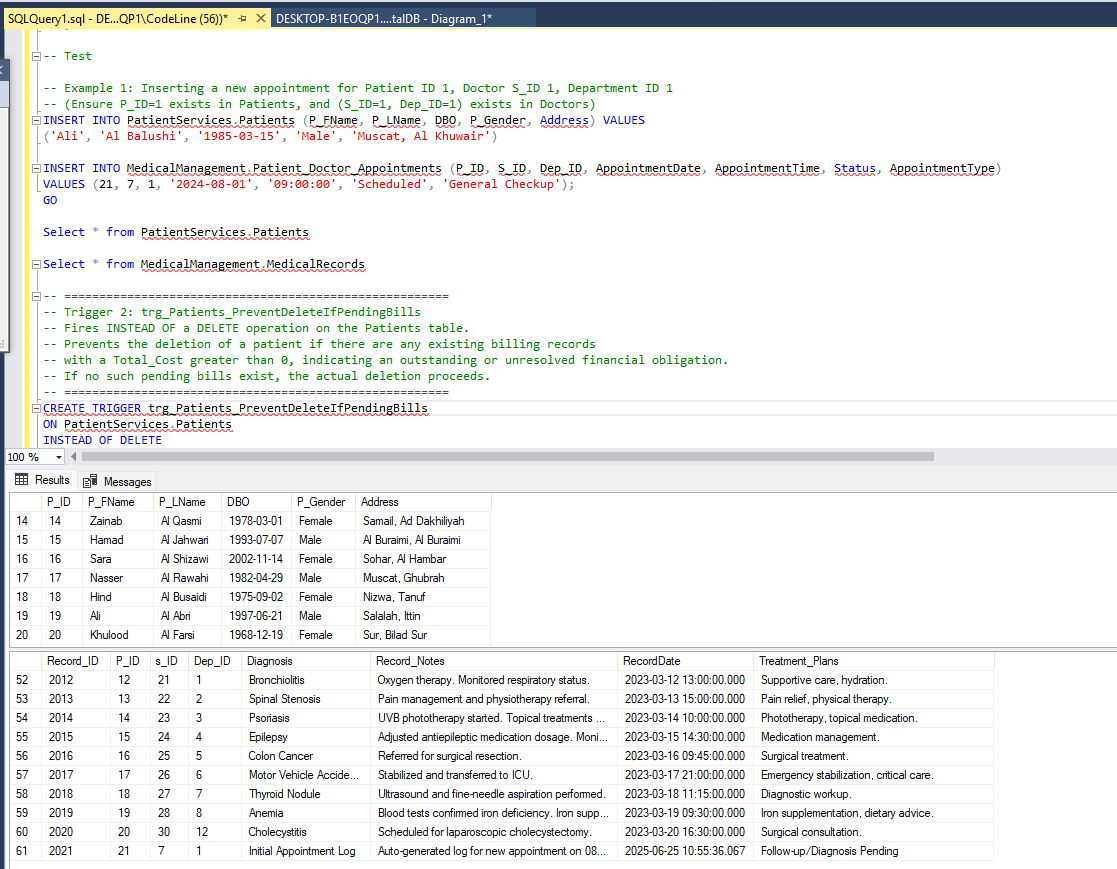 SQLQuery1.sql - DE...QP1\CodeLine (56))* DESKTOP-B1EOQP1....talDB - Diagram_1*
-- Test
-- Example 1: Inserting a new appointment for Patient ID 1, Doctor S_ID 1, Department ID 1
-- (Ensure P_ID=1 exists in Patients, and (S_ID=1, Dep_ID=1) exists in Doctors)
INSERT INTO PatientServices.Patients (P_FName, P_LName, DBO, P_Gender, Address) VALUES
('Ali', 'Al Balushi', '1985-03-15', 'Male', 'Muscat, Al Khuwair')
INSERT INTO MedicalManagement.Patient_Doctor_Appointments (P_ID, S_ID, Dep_ID, AppointmentDate, AppointmentTime, Status, AppointmentType)
VALUES (21, 7, 1, '2024-08-01', '09:00:00', 'Scheduled', 'General Checkup');
GO
Select * from PatientServices.Patients
Select * from MedicalManagement.MedicalRecords
-- =======================================================
-- Trigger 2: trg_Patients_PreventDeleteIfPendingBills
-- Fires INSTEAD OF a DELETE operation on the Patients table.
-- Prevents the deletion of a patient if there are any existing billing records
-- with a Total_Cost greater than 0, indicating an outstanding or unresolved financial obligation.
-- If no such pending bills exist, the actual deletion proceeds.
-- =======================================================
CREATE TRIGGER trg_Patients_PreventDeleteIfPendingBills
ON PatientServices.Patients
INSTEAD OF DELETE
100 %
Results Messages
P_ID P_FName P_LName DBO P_Gender Address
14 14 Zainab Al Qasmi 1978-03-01 Female Samail, Ad Dakhiliyah
15 15 Hamad Al Jahwari 1993-07-07 Male Al Buraimi, Al Buraimi
16 16 Sara Al Shizawi 2002-11-14 Female Sohar, Al Hambar
17 17 Nasser Al Rawahi 1982-04-29 Male Muscat, Ghubrah
18 18 Hind Al Busaidi 1975-09-02 Female Nizwa, Tanuf
19 19 Ali Al Abri 1997-06-21 Male Salalah, Ittin
20 20 Khulood Al Farsi 1968-12-19 Female Sur, Bilad Sur
Record_ID P_ID s_ID Dep_ID Diagnosis Record_Notes RecordDate Treatment_Plans
52 2012 12 21 1 Bronchiolitis Oxygen therapy. Monitored respiratory status. 2023-03-12 13:00:00.000 Supportive care, hydration.
53 2013 13 22 2 Spinal Stenosis Pain management and physiotherapy referral. 2023-03-13 15:00:00.000 Pain relief, physical therapy.
54 2014 14 23 3 Psoriasis UVB phototherapy started. Topical treatments ... 2023-03-14 10:00:00.000 Phototherapy, topical medication.
55 2015 15 24 4 Epilepsy Adjusted antiepileptic medication dosage. Moni... 2023-03-15 14:30:00.000 Medication management.
56 2016 16 25 5 Colon Cancer Referred for surgical resection. 2023-03-16 09:45:00.000 Surgical treatment.
57 2017 17 26 6 Motor Vehicle Accide... Stabilized and transferred to ICU. 2023-03-17 21:00:00.000 Emergency stabilization, critical care.
58 2018 18 27 7 Thyroid Nodule Ultrasound and fine-needle aspiration performed. 2023-03-18 11:15:00.000 Diagnostic workup.
59 2019 19 28 8 Anemia Blood tests confirmed iron deficiency. Iron supp... 2023-03-19 09:30:00.000 Iron supplementation, dietary advice.
60 2020 20 30 12 Cholecystitis Scheduled for laparoscopic cholecystectomy. 2023-03-20 16:30:00.000 Surgical consultation.
61 2021 21 7 1 Initial Appointment Log Auto-generated log for new appointment on 08... 2025-06-25 10:55:36.067 Follow-up/Diagnosis Pending